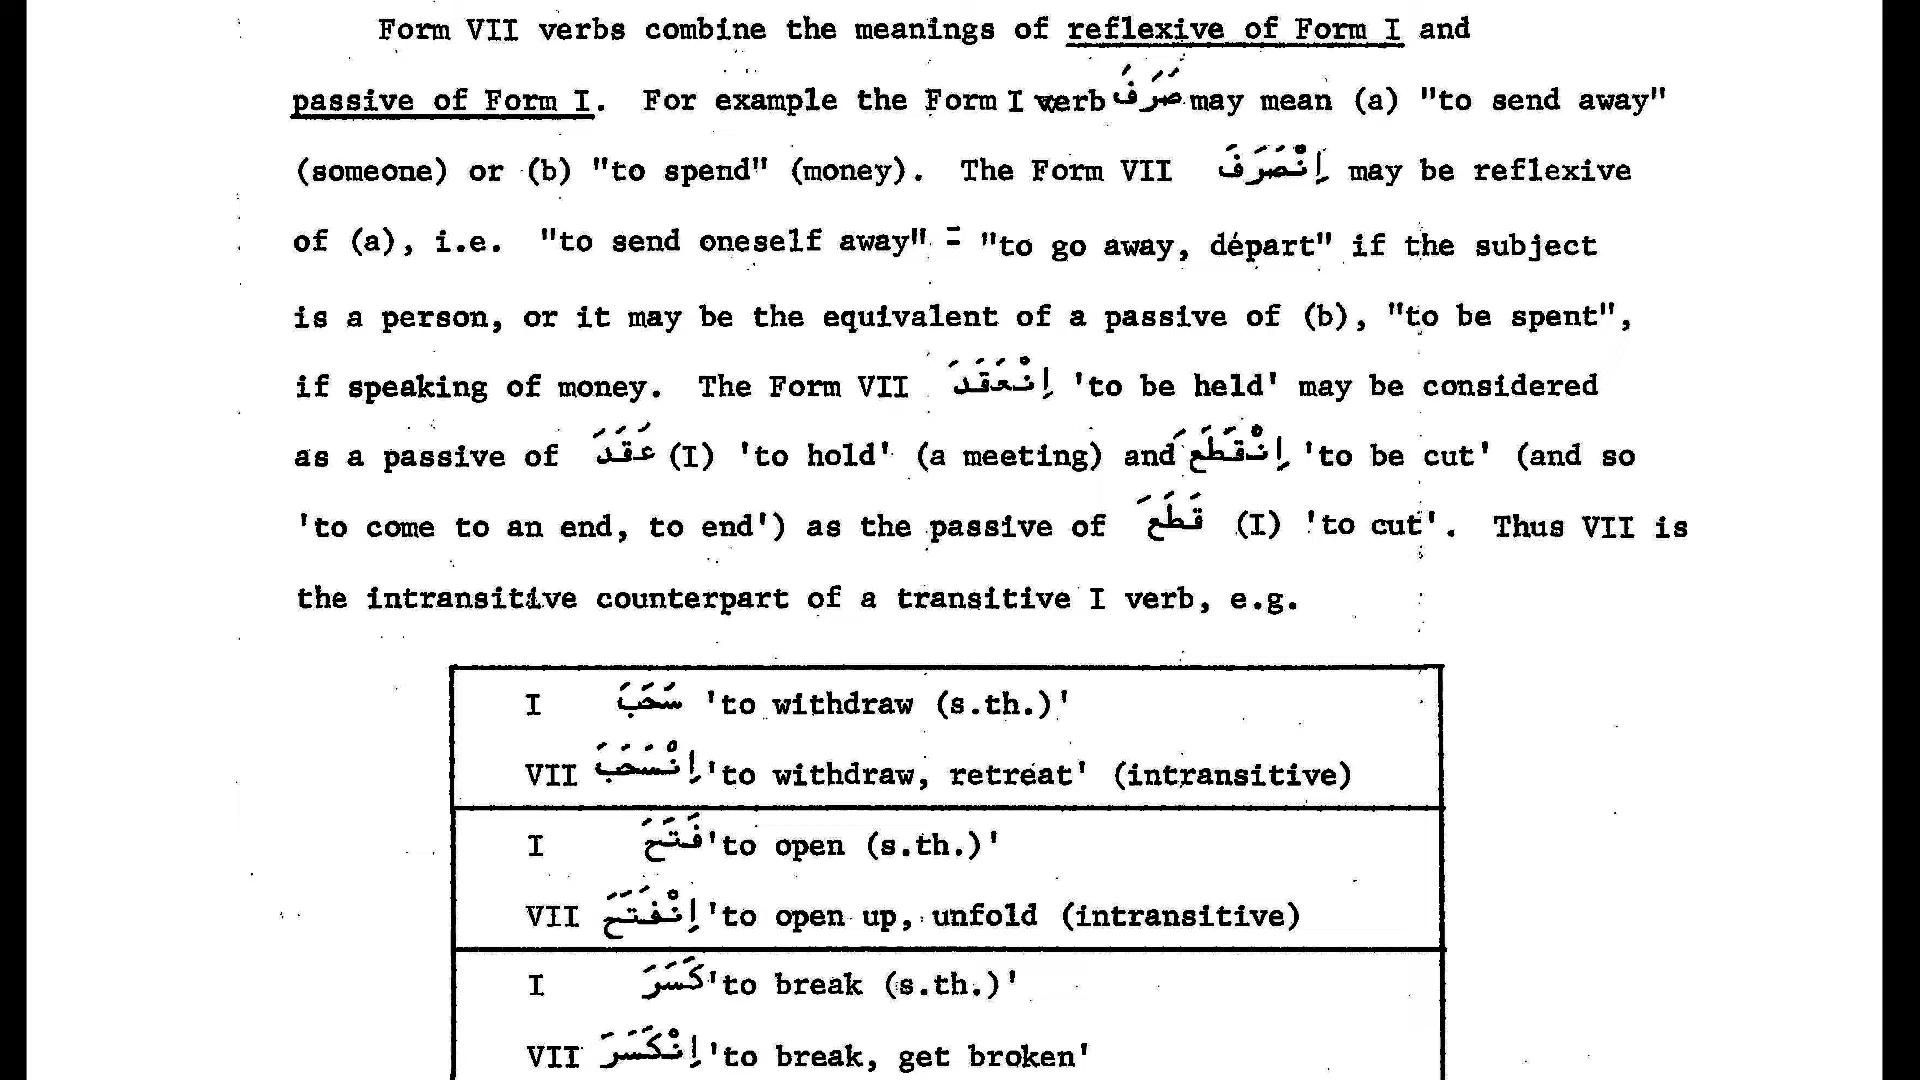 Form VII verbs combine the meanings of reflexive of Form I and
passive of Form I. For example the Form I verb صَرَفَ may mean (a) "to send away"
(someone) or (b) "to spend" (money). The Form VII اِنْصَرَفَ may be reflexive
of (a), i.e. "to send oneself away" = "to go away, depart" if the subject
is a person, or it may be the equivalent of a passive of (b), "to be spent",
if speaking of money. The Form VII اِنْعَقَدَ 'to be held' may be considered
as a passive of عَقَدَ (I) 'to hold' (a meeting) and اِنْقَطَعَ 'to be cut' (and so
'to come to an end, to end') as the passive of قَطَعَ (I) 'to cut'. Thus VII is
the intransitive counterpart of a transitive I verb, e.g.
I سَحَبَ 'to withdraw (s.th.)'
VII اِنْسَحَبَ 'to withdraw, retreat' (intransitive)
I فَتَحَ 'to open (s.th.)'
VII اِنْفَتَحَ 'to open up, unfold (intransitive)
I كَسَرَ 'to break (s.th.)'
VII اِنْكَسَرَ 'to break, get broken'